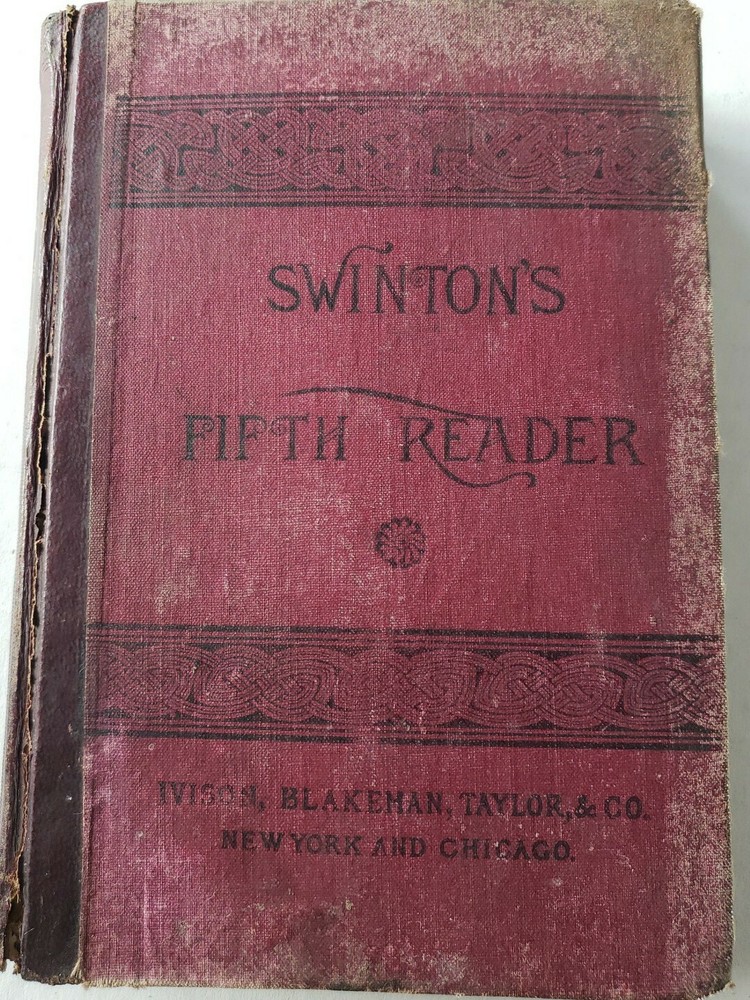 SWINTON'S
FIFTH READER
IVISON, BLAKEMAN, TAYLOR, & CO.
NEW YORK AND CHICAGO.